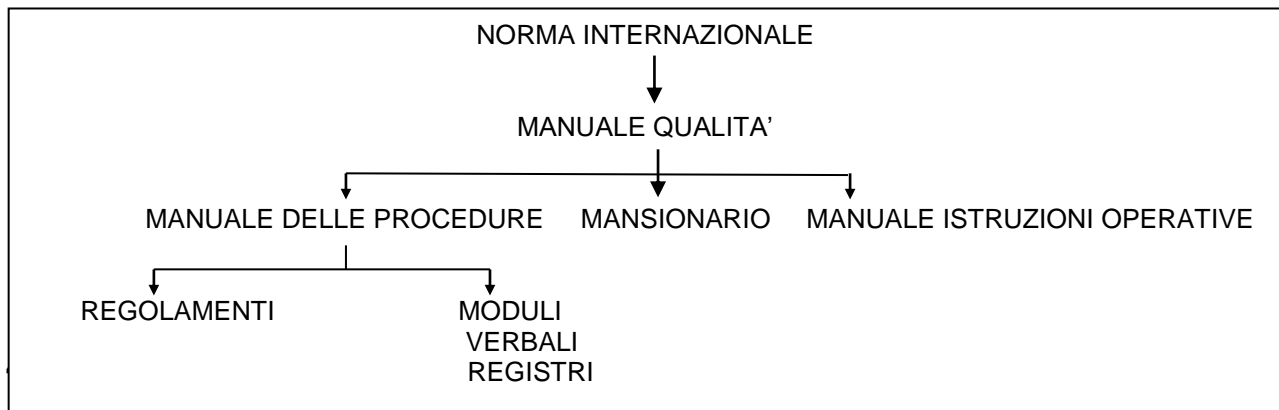 NORMA INTERNAZIONALE
MANUALE QUALITA’
MANUALE DELLE PROCEDURE MANSIONARIO MANUALE ISTRUZIONI OPERATIVE
REGOLAMENTI MODULI
VERBALI
REGISTRI